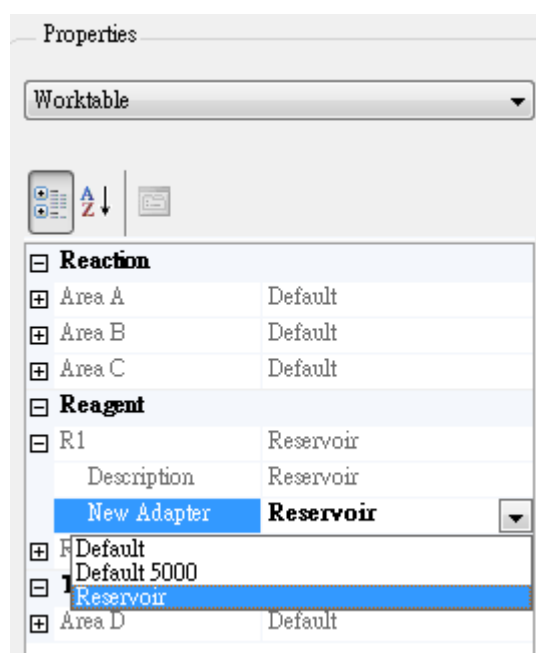 Properties
Worktable
Reaction
Area A Default
Area B Default
Area C Default
Reagent
R1 Reservoir
Description Reservoir
New Adapter Reservoir
Default
Default 5000
Reservoir
Area D Default